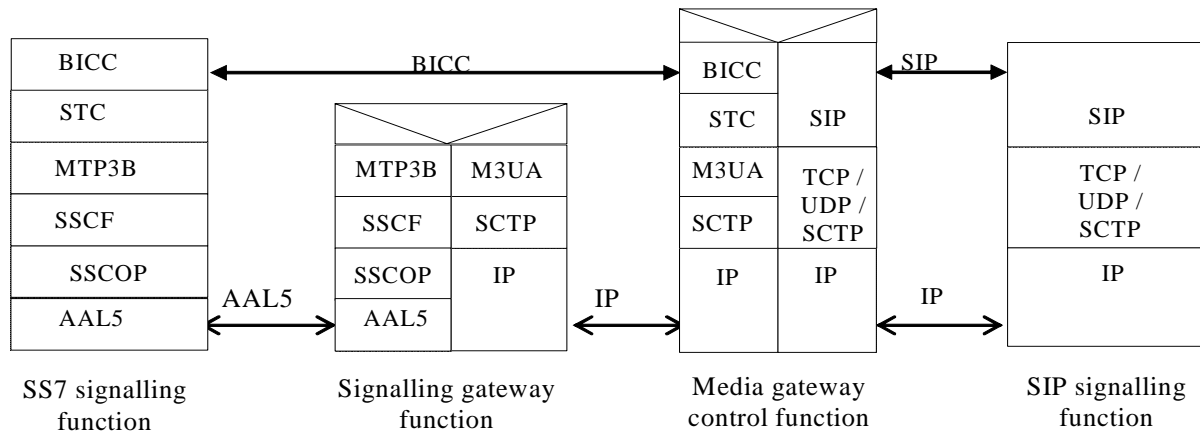 BICC
STC
MTP3B
SSCF
SSCOP
AAL5
SS7 signalling
function
BICC
AAL5
MTP3B
SSCF
SSCOP
AAL5
M3UA
SCTP
IP
Signalling gateway
function
IP
BICC
STC
M3UA
SCTP
IP
SIP
TCP /
UDP /
SCTP
IP
Media gateway
control function
SIP
IP
SIP
TCP /
UDP /
SCTP
IP
SIP signalling
function